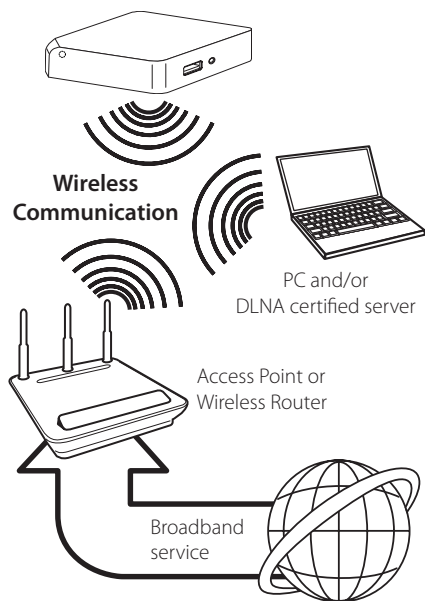 Wireless
Communication
PC and/or
DLNA certified server
Access Point or
Wireless Router
Broadband
service